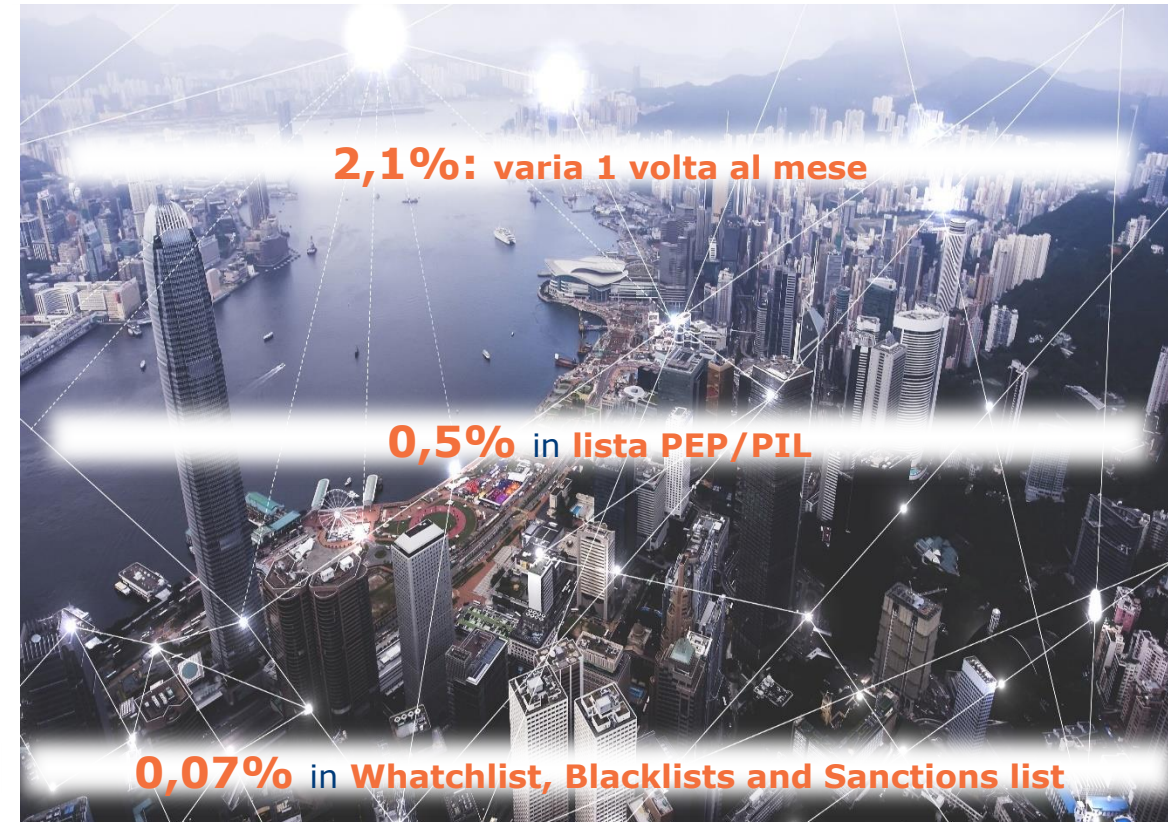 2,1%: varia 1 volta al mese
0,5% in lista PEP/PIL
0,07% in Whatchlist, Blacklists and Sanctions list